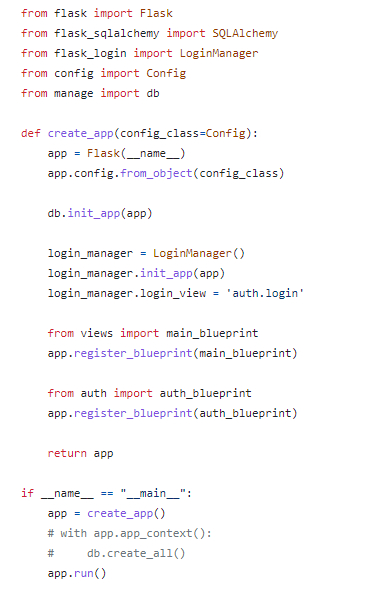 from flask import Flask
from flask_sqlalchemy import SQLAlchemy
from flask_login import LoginManager
from config import Config
from manage import db

def create_app(config_class=Config):
    app = Flask(__name__)
    app.config.from_object(config_class)

    db.init_app(app)

    login_manager = LoginManager()
    login_manager.init_app(app)
    login_manager.login_view = 'auth.login'

    from views import main_blueprint
    app.register_blueprint(main_blueprint)

    from auth import auth_blueprint
    app.register_blueprint(auth_blueprint)

    return app

if __name__ == "__main__":
    app = create_app()
    # with app.app_context():
    #     db.create_all()
    app.run()